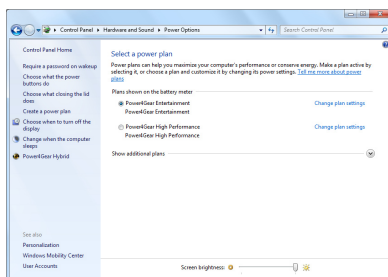 Control Panel ▸ Hardware and Sound ▸ Power Options
Search Control Panel
Control Panel Home
Require a password on wakeup
Choose what the power
buttons do
Choose what closing the lid
does
Create a power plan
Choose when to turn off the
display
Change when the computer
sleeps
Power4Gear Hybrid
See also
Personalization
Windows Mobility Center
User Accounts
Select a power plan
Power plans can help you maximize your computer's performance or conserve energy. Make a plan active by
selecting it, or choose a plan and customize it by changing its power settings. Tell me more about power
plans
Plans shown on the battery meter
Power4Gear Entertainment Change plan settings
Power4Gear Entertainment
Power4Gear High Performance Change plan settings
Power4Gear High Performance
Show additional plans
Screen brightness: